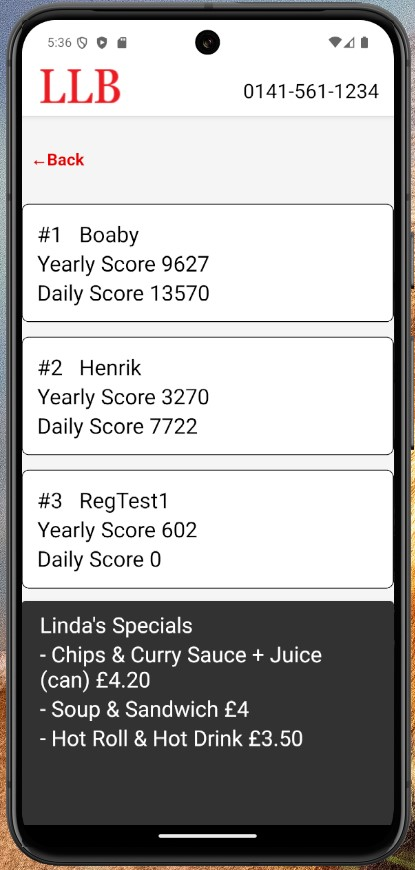 5:36
LLB
0141-561-1234
←Back
#1 Boaby
Yearly Score 9627
Daily Score 13570
#2 Henrik
Yearly Score 3270
Daily Score 7722
#3 RegTest1
Yearly Score 602
Daily Score 0
Linda's Specials
- Chips & Curry Sauce + Juice
(can) £4.20
- Soup & Sandwich £4
- Hot Roll & Hot Drink £3.50